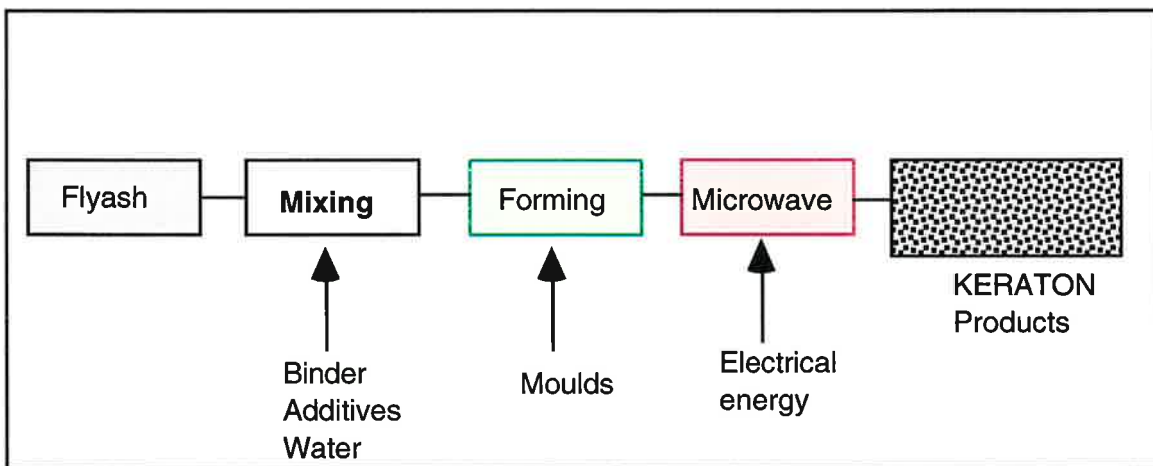 Flyash
Mixing
Forming
Microwave
KERATON
Products
Binder
Additives
Water
Moulds
Electrical
energy